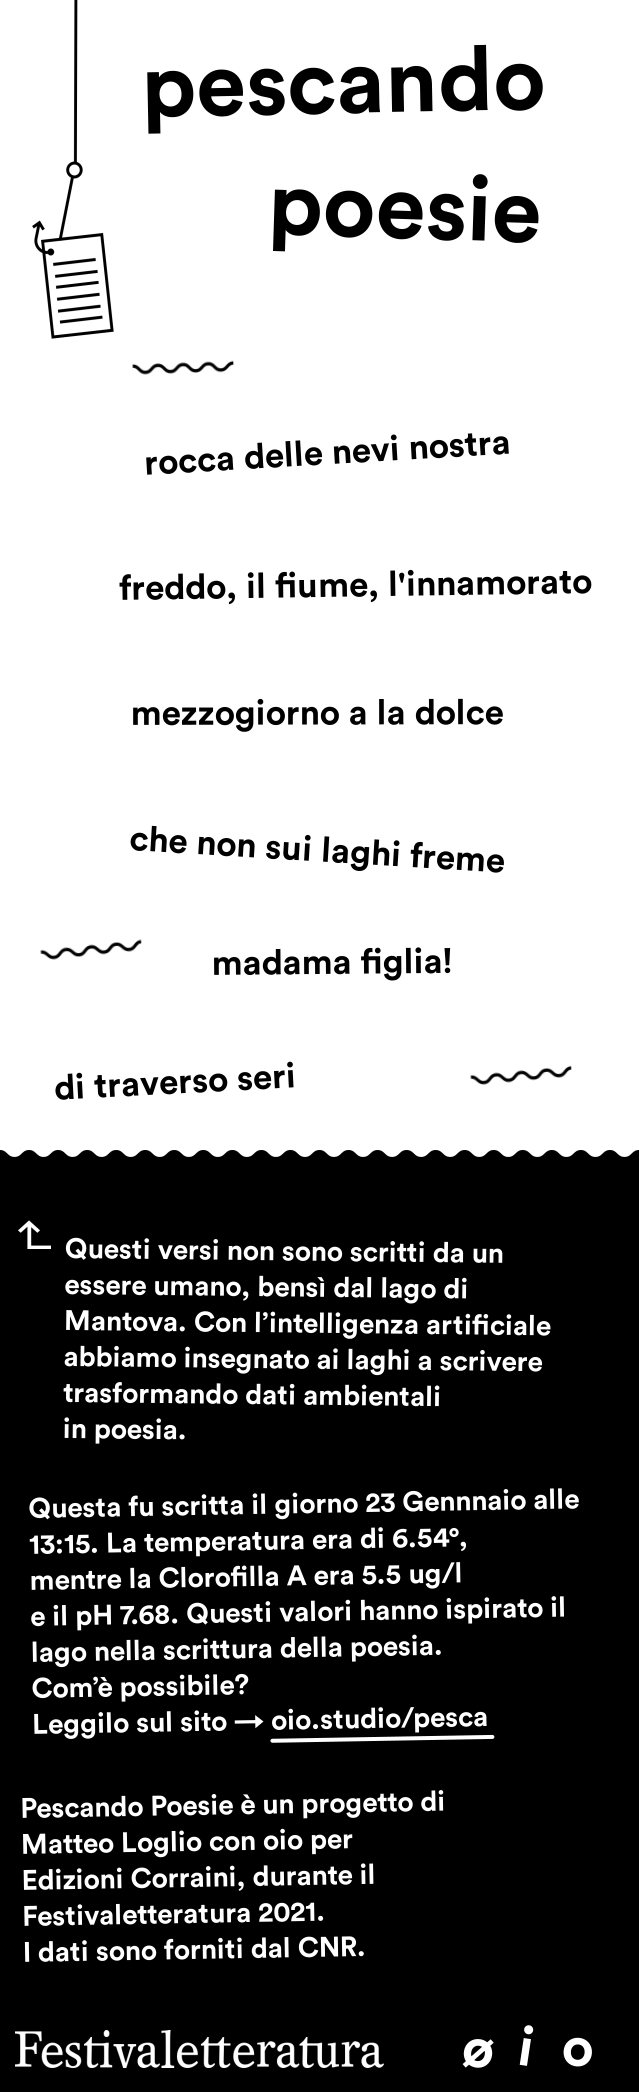 pescando
poesie
rocca delle nevi nostra
freddo, il fiume, l'innamorato
mezzogiorno a la dolce
che non sui laghi freme
madama figlia!
di traverso seri
Questi versi non sono scritti da un
essere umano, bensì dal lago di
Mantova. Con l’intelligenza artificiale
abbiamo insegnato ai laghi a scrivere
trasformando dati ambientali
in poesia.
Questa fu scritta il giorno 23 Gennnaio alle
13:15. La temperatura era di 6.54°,
mentre la Clorofilla A era 5.5 ug/l
e il pH 7.68. Questi valori hanno ispirato il
lago nella scrittura della poesia.
Com’è possibile?
Leggilo sul sito → oio.studio/pesca
Pescando Poesie è un progetto di
Matteo Loglio con oio per
Edizioni Corraini, durante il
Festivaletteratura 2021.
I dati sono forniti dal CNR.
Festivaletteratura øio